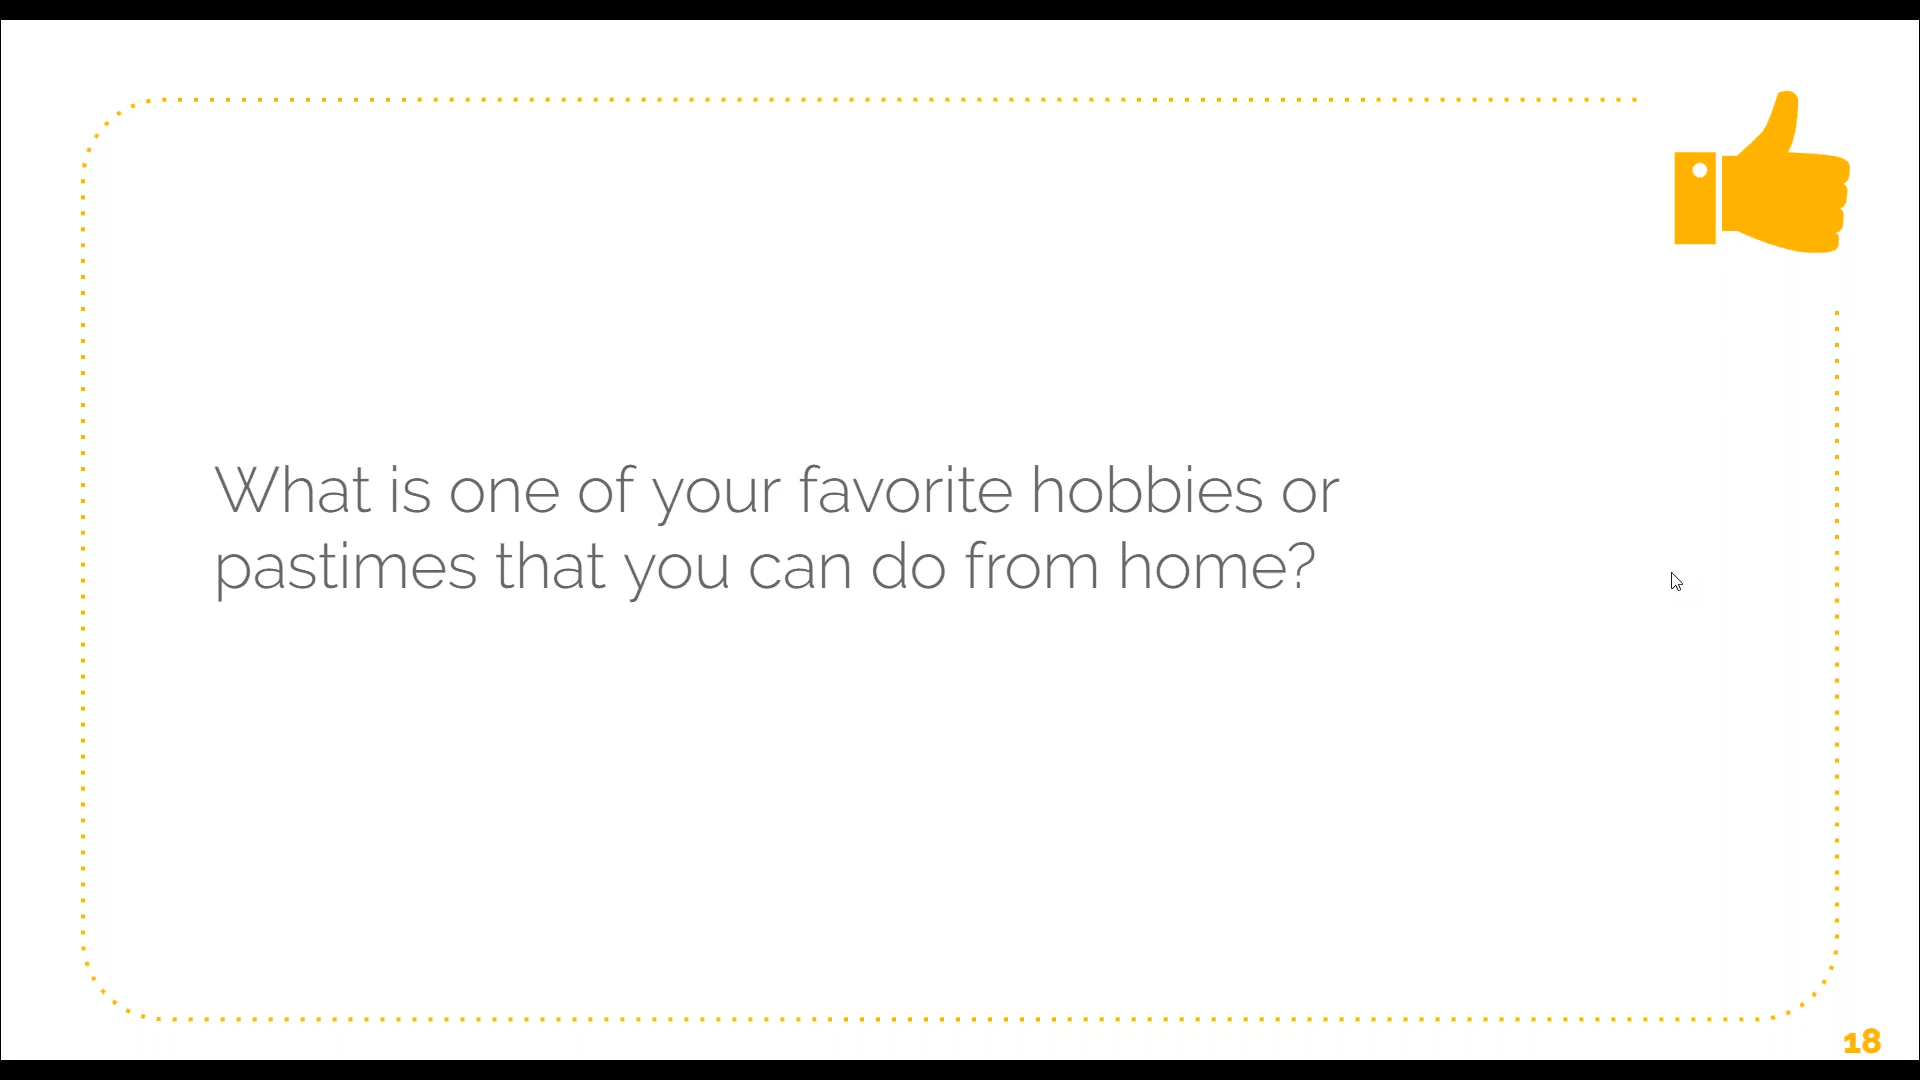 What is one of your favorite hobbies or
pastimes that you can do from home?
18